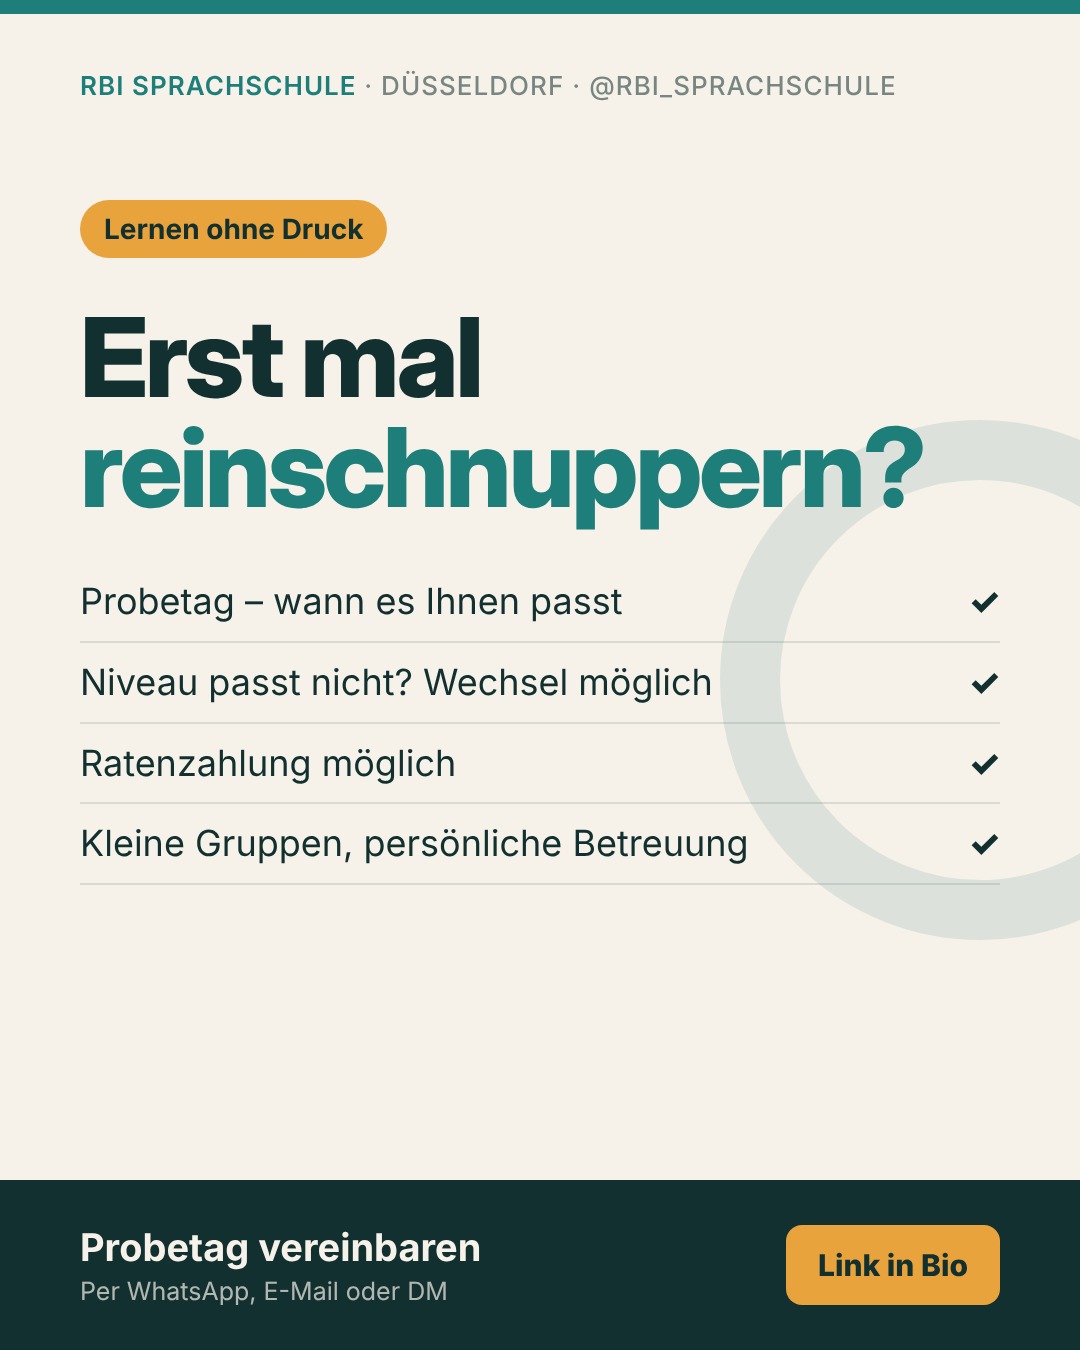 RBI SPRACHSCHULE · DÜSSELDORF · @RBI_SPRACHSCHULE
Lernen ohne Druck
Erst mal
reinschnuppern?
Probetag – wann es Ihnen passt ✔
Niveau passt nicht? Wechsel möglich ✔
Ratenzahlung möglich ✔
Kleine Gruppen, persönliche Betreuung ✔
Probetag vereinbaren
Per WhatsApp, E-Mail oder DM
Link in Bio